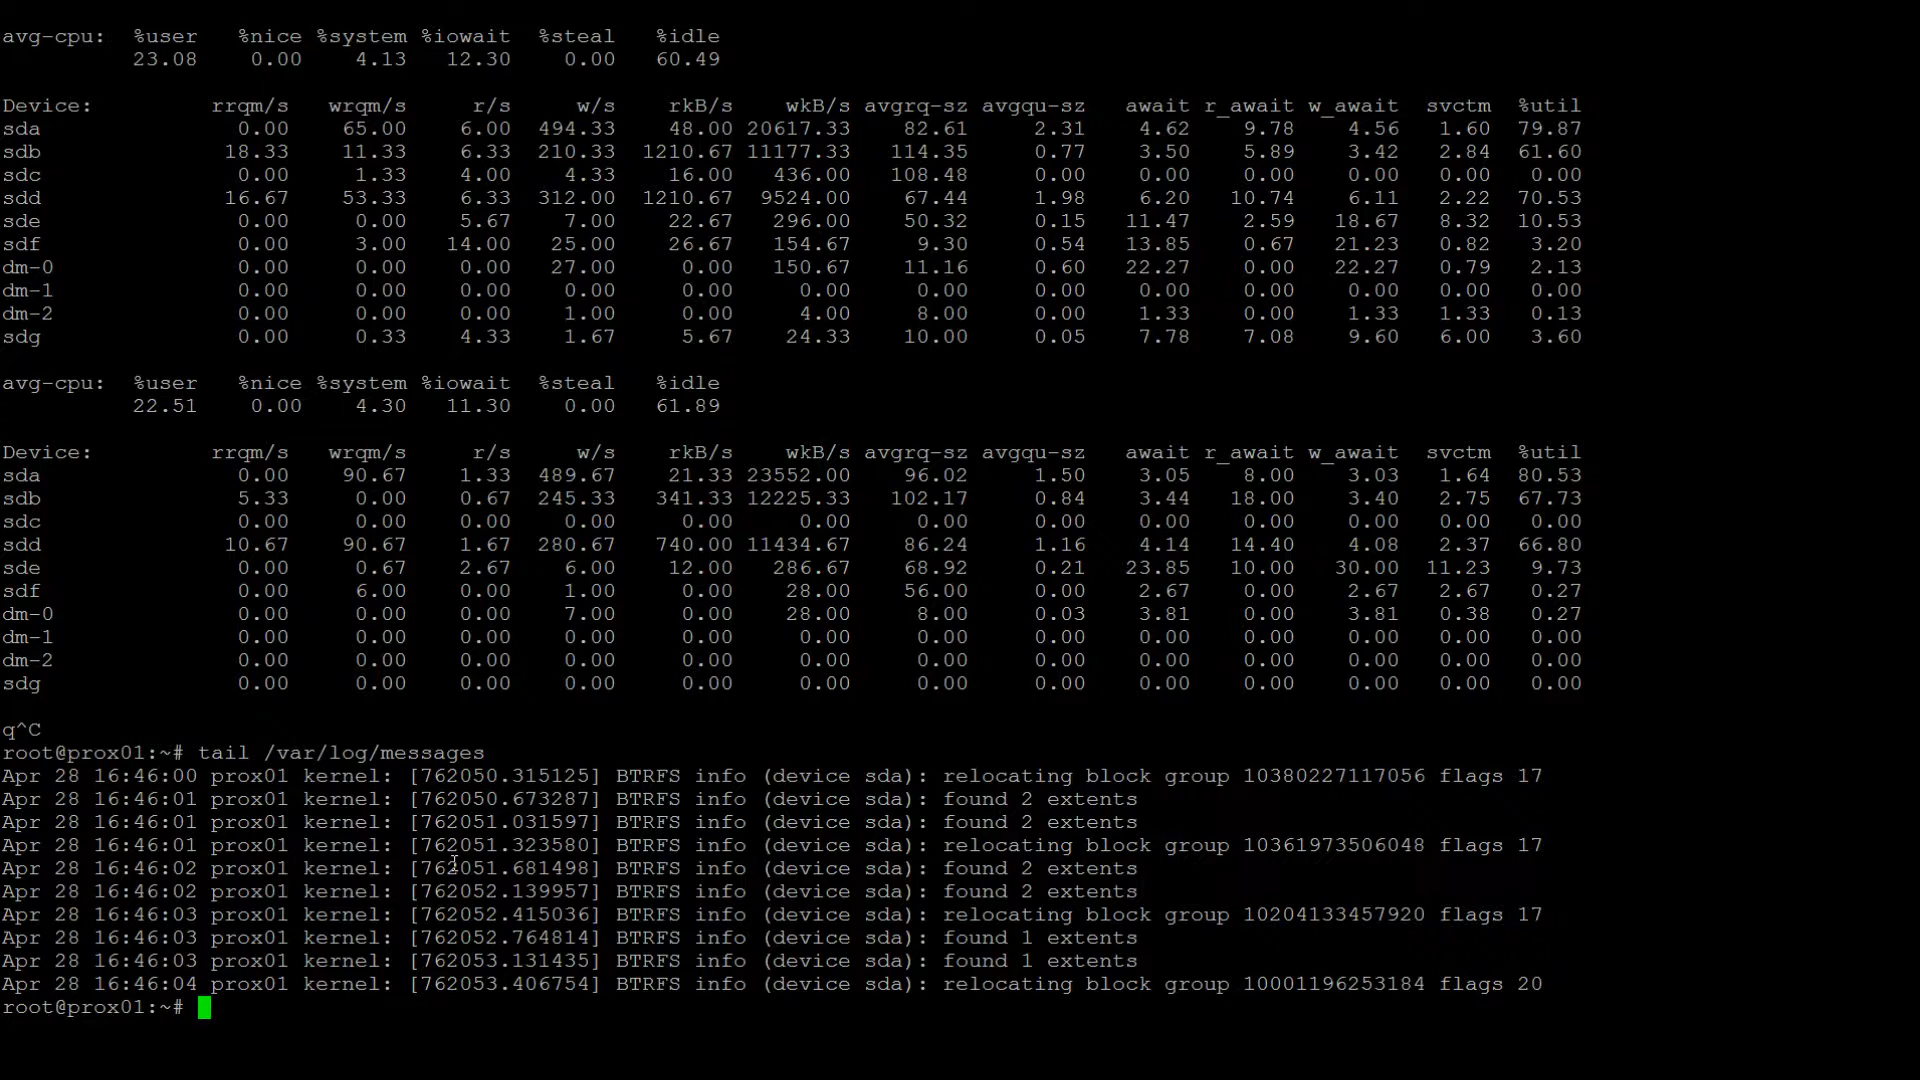 avg-cpu:  %user   %nice %system %iowait  %steal   %idle
          23.08    0.00    4.13   12.30    0.00   60.49
Device:         rrqm/s   wrqm/s     r/s     w/s    rkB/s    wkB/s avgrq-sz avgqu-sz   await r_await w_await  svctm  %util
sda               0.00    65.00    6.00  494.33    48.00 20617.33    82.61     2.31    4.62    9.78    4.56   1.60  79.87
sdb              18.33    11.33    6.33  210.33  1210.67 11177.33   114.35     0.77    3.50    5.89    3.42   2.84  61.60
sdc               0.00     1.33    4.00    4.33    16.00   436.00   108.48     0.00    0.00    0.00    0.00   0.00   0.00
sdd              16.67    53.33    6.33  312.00  1210.67  9524.00    67.44     1.98    6.20   10.74    6.11   2.22  70.53
sde               0.00     0.00    5.67    7.00    22.67   296.00    50.32     0.15   11.47    2.59   18.67   8.32  10.53
sdf               0.00     3.00   14.00   25.00    26.67   154.67     9.30     0.54   13.85    0.67   21.23   0.82   3.20
dm-0              0.00     0.00    0.00   27.00     0.00   150.67    11.16     0.60   22.27    0.00   22.27   0.79   2.13
dm-1              0.00     0.00    0.00    0.00     0.00     0.00     0.00     0.00    0.00    0.00    0.00   0.00   0.00
dm-2              0.00     0.00    0.00    1.00     0.00     4.00     8.00     0.00    1.33    0.00    1.33   1.33   0.13
sdg               0.00     0.33    4.33    1.67     5.67    24.33    10.00     0.05    7.78    7.08    9.60   6.00   3.60
avg-cpu:  %user   %nice %system %iowait  %steal   %idle
          22.51    0.00    4.30   11.30    0.00   61.89
Device:         rrqm/s   wrqm/s     r/s     w/s    rkB/s    wkB/s avgrq-sz avgqu-sz   await r_await w_await  svctm  %util
sda               0.00    90.67    1.33  489.67    21.33 23552.00    96.02     1.50    3.05    8.00    3.03   1.64  80.53
sdb               5.33     0.00    0.67  245.33   341.33 12225.33   102.17     0.84    3.44   18.00    3.40   2.75  67.73
sdc               0.00     0.00    0.00    0.00     0.00     0.00     0.00     0.00    0.00    0.00    0.00   0.00   0.00
sdd              10.67    90.67    1.67  280.67   740.00 11434.67    86.24     1.16    4.14   14.40    4.08   2.37  66.80
sde               0.00     0.67    2.67    6.00    12.00   286.67    68.92     0.21   23.85   10.00   30.00  11.23   9.73
sdf               0.00     6.00    0.00    1.00     0.00    28.00    56.00     0.00    2.67    0.00    2.67   2.67   0.27
dm-0              0.00     0.00    0.00    7.00     0.00    28.00     8.00     0.03    3.81    0.00    3.81   0.38   0.27
dm-1              0.00     0.00    0.00    0.00     0.00     0.00     0.00     0.00    0.00    0.00    0.00   0.00   0.00
dm-2              0.00     0.00    0.00    0.00     0.00     0.00     0.00     0.00    0.00    0.00    0.00   0.00   0.00
sdg               0.00     0.00    0.00    0.00     0.00     0.00     0.00     0.00    0.00    0.00    0.00   0.00   0.00
q^C
root@prox01:~# tail /var/log/messages
Apr 28 16:46:00 prox01 kernel: [762050.315125] BTRFS info (device sda): relocating block group 10380227117056 flags 17
Apr 28 16:46:01 prox01 kernel: [762050.673287] BTRFS info (device sda): found 2 extents
Apr 28 16:46:01 prox01 kernel: [762051.031597] BTRFS info (device sda): found 2 extents
Apr 28 16:46:01 prox01 kernel: [762051.323580] BTRFS info (device sda): relocating block group 10361973506048 flags 17
Apr 28 16:46:02 prox01 kernel: [762051.681498] BTRFS info (device sda): found 2 extents
Apr 28 16:46:02 prox01 kernel: [762052.139957] BTRFS info (device sda): found 2 extents
Apr 28 16:46:03 prox01 kernel: [762052.415036] BTRFS info (device sda): relocating block group 10204133457920 flags 17
Apr 28 16:46:03 prox01 kernel: [762052.764814] BTRFS info (device sda): found 1 extents
Apr 28 16:46:03 prox01 kernel: [762053.131435] BTRFS info (device sda): found 1 extents
Apr 28 16:46:04 prox01 kernel: [762053.406754] BTRFS info (device sda): relocating block group 10001196253184 flags 20
root@prox01:~#